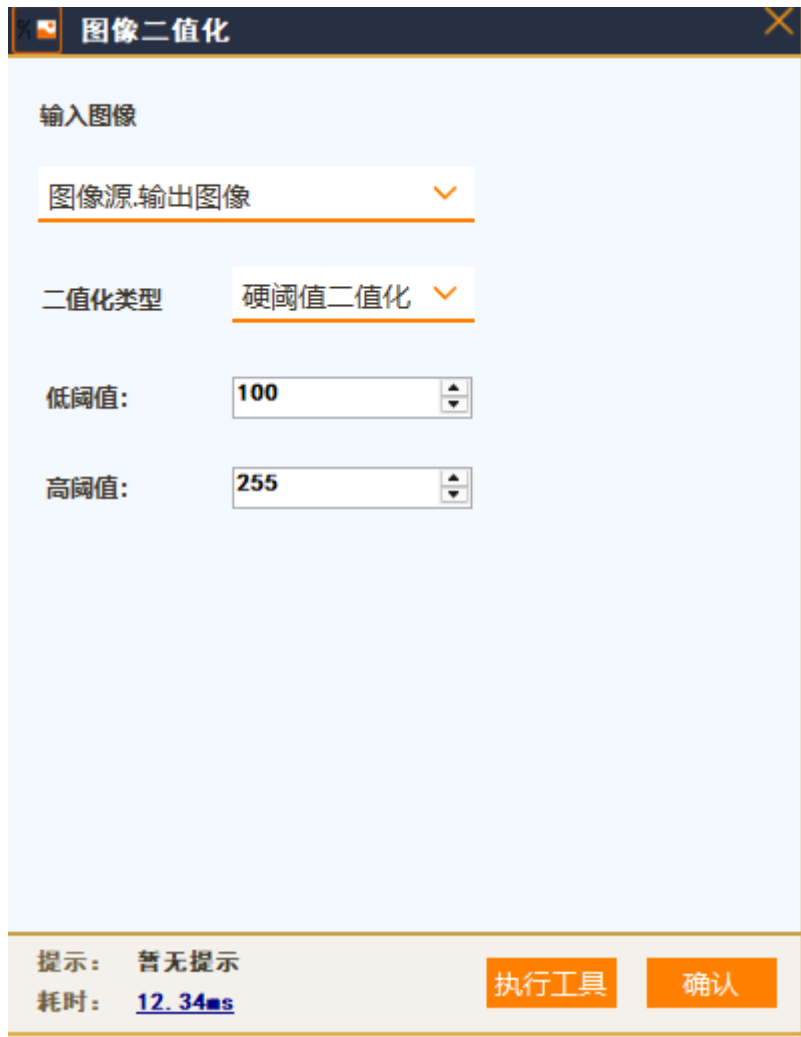 图像二值化
输入图像
图像源.输出图像
二值化类型 硬阈值二值化
低阈值: 100
高阈值: 255
提示: 暂无提示
耗时: 12.34ms
执行工具 确认